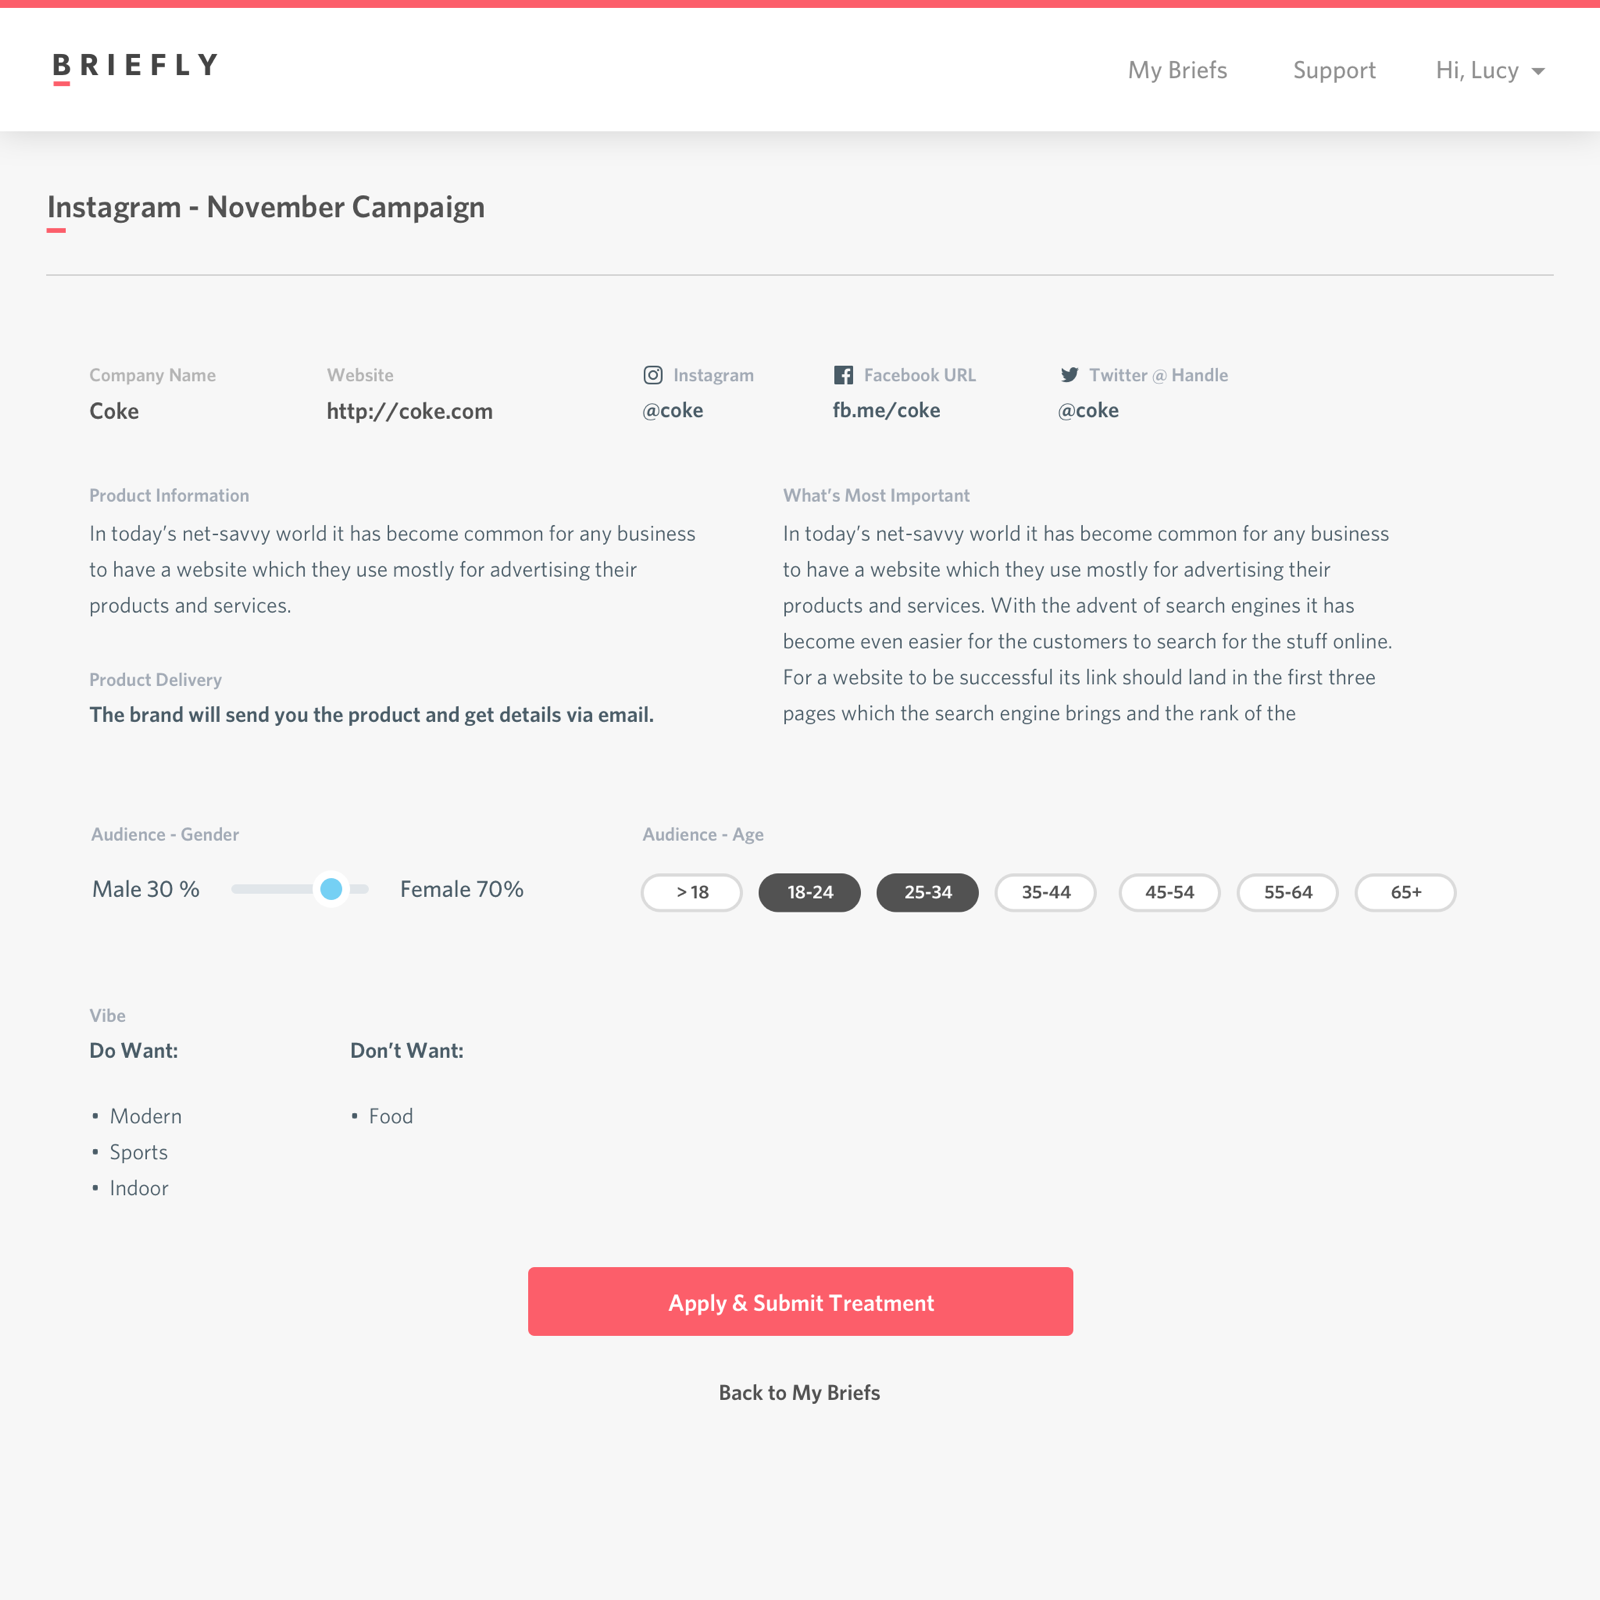 BRIEFLY
My Briefs
Support
Hi, Lucy
Instagram - November Campaign
Company Name
Coke
Website
http://coke.com
Instagram
@coke
Facebook URL
fb.me/coke
Twitter @ Handle
@coke
Product Information
In today’s net-savvy world it has become common for any business
to have a website which they use mostly for advertising their
products and services.
Product Delivery
The brand will send you the product and get details via email.
What’s Most Important
In today’s net-savvy world it has become common for any business
to have a website which they use mostly for advertising their
products and services. With the advent of search engines it has
become even easier for the customers to search for the stuff online.
For a website to be successful its link should land in the first three
pages which the search engine brings and the rank of the
Audience - Gender
Male 30 %
Female 70%
Audience - Age
> 18
18-24
25-34
35-44
45-54
55-64
65+
Vibe
Do Want:
• Modern
• Sports
• Indoor
Don’t Want:
• Food
Apply & Submit Treatment
Back to My Briefs